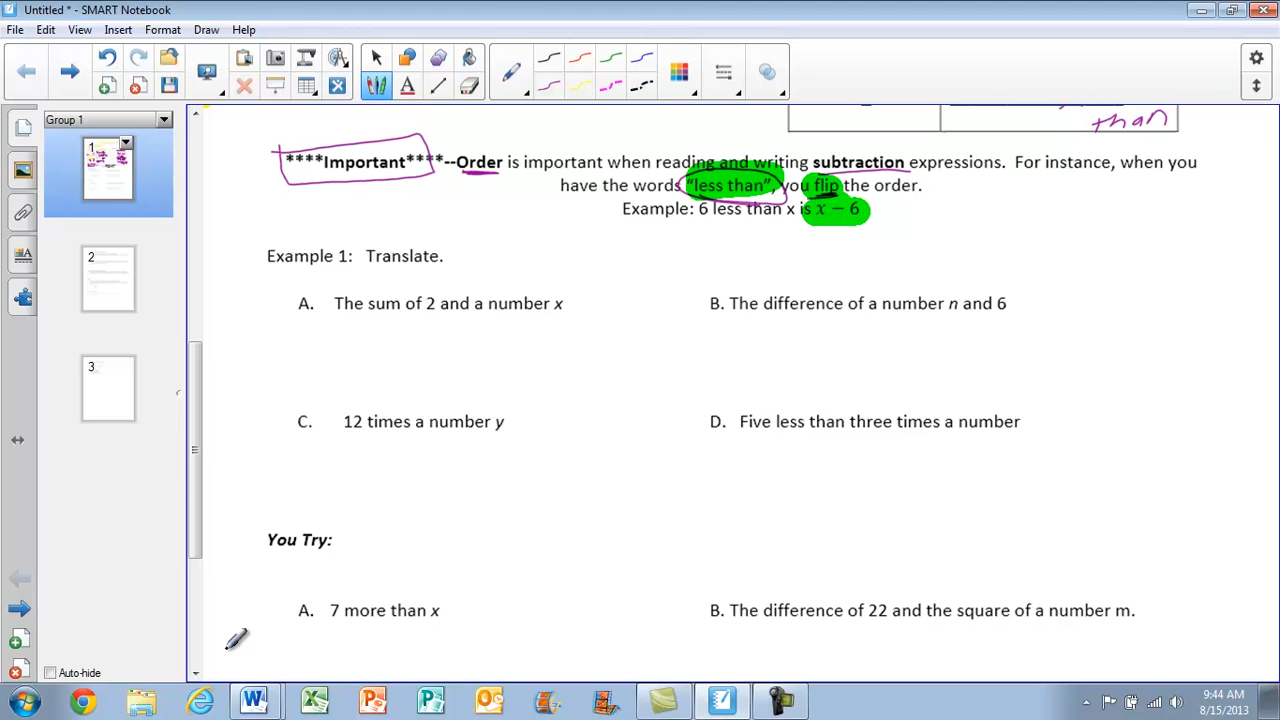 Untitled * - SMART Notebook
File Edit View Insert Format Draw Help
Group 1
1
2
3
than
****Important****--Order is important when reading and writing subtraction expressions. For instance, when you
have the words "less than", you flip the order.
Example: 6 less than x is x − 6
Example 1: Translate.
A. The sum of 2 and a number x
B. The difference of a number n and 6
C. 12 times a number y
D. Five less than three times a number
You Try:
A. 7 more than x
B. The difference of 22 and the square of a number m.
Auto-hide
9:44 AM
8/15/2013